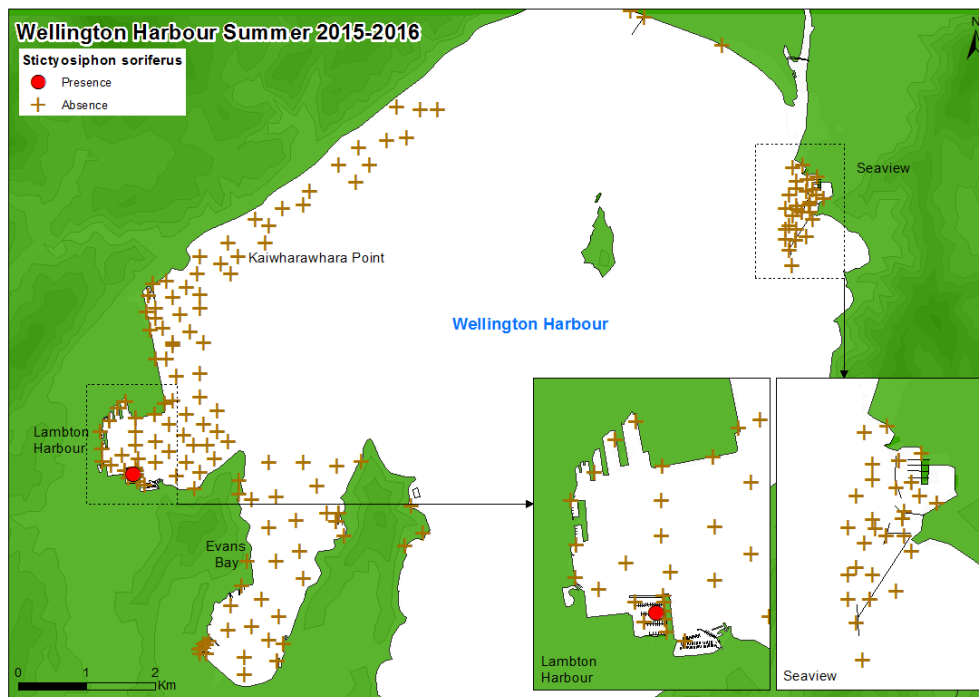 Wellington Harbour Summer 2015-2016
Stictyosiphon soriferus
Presence
Absence
N
Seaview
Kaiwharawhara Point
Wellington Harbour
Lambton
Harbour
Evans
Bay
Lambton
Harbour
Seaview
0 1 2
Km